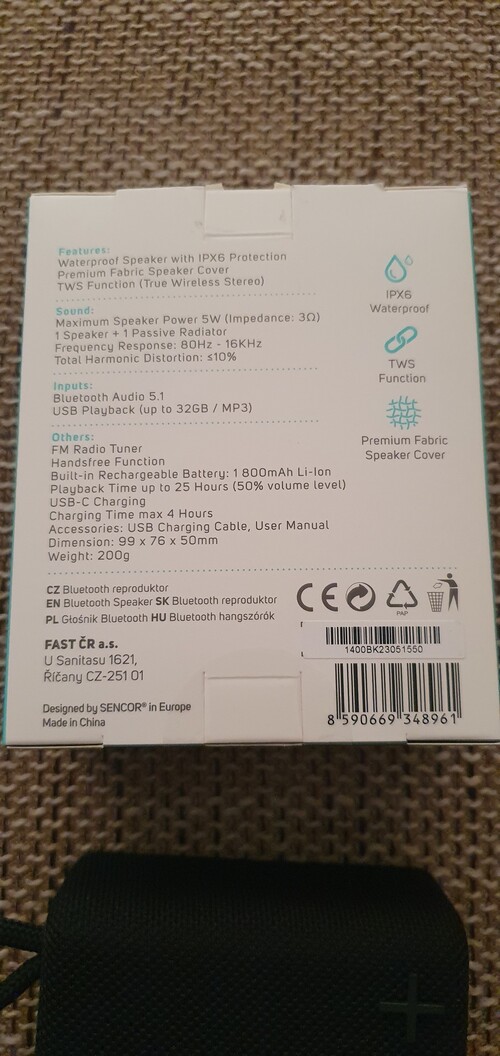 Features:
Waterproof Speaker with IPX6 Protection
Premium Fabric Speaker Cover
TWS Function (True Wireless Stereo)
Sound:
Maximum Speaker Power 5W (Impedance: 3Ω)
1 Speaker + 1 Passive Radiator
Frequency Response: 80Hz - 16KHz
Total Harmonic Distortion: ≤10%
Inputs:
Bluetooth Audio 5.1
USB Playback (up to 32GB / MP3)
Others:
FM Radio Tuner
Handsfree Function
Built-in Rechargeable Battery: 1 800mAh Li-Ion
Playback Time up to 25 Hours (50% volume level)
USB-C Charging
Charging Time max 4 Hours
Accessories: USB Charging Cable, User Manual
Dimension: 99 x 76 x 50mm
Weight: 200g
IPX6
Waterproof
TWS
Function
Premium Fabric
Speaker Cover
CZ Bluetooth reproduktor
EN Bluetooth Speaker SK Bluetooth reproduktor
PL Głośnik Bluetooth HU Bluetooth hangszórók
FAST ČR a.s.
U Sanitasu 1621,
Říčany CZ-251 01
Designed by SENCOR® in Europe
Made in China
CE
PAP
1400BK23051550
8 590669 348961